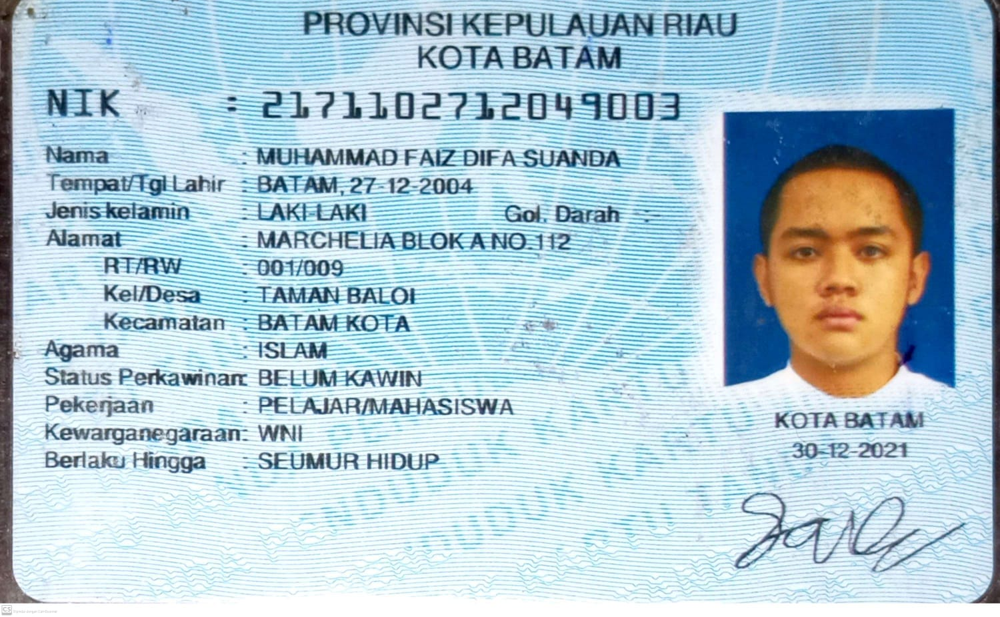 PROVINSI KEPULAUAN RIAU
KOTA BATAM
NIK : 2171102712049003
Nama : MUHAMMAD FAIZ DIFA SUANDA
Tempat/Tgl Lahir : BATAM, 27-12-2004
Jenis kelamin : LAKI-LAKI Gol. Darah :-
Alamat : MARCHELIA BLOK A NO.112
RT/RW : 001/009
Kel/Desa : TAMAN BALOI
Kecamatan : BATAM KOTA
Agama : ISLAM
Status Perkawinan: BELUM KAWIN
Pekerjaan : PELAJAR/MAHASISWA
Kewarganegaraan: WNI
Berlaku Hingga : SEUMUR HIDUP
KOTA BATAM
30-12-2021
CS